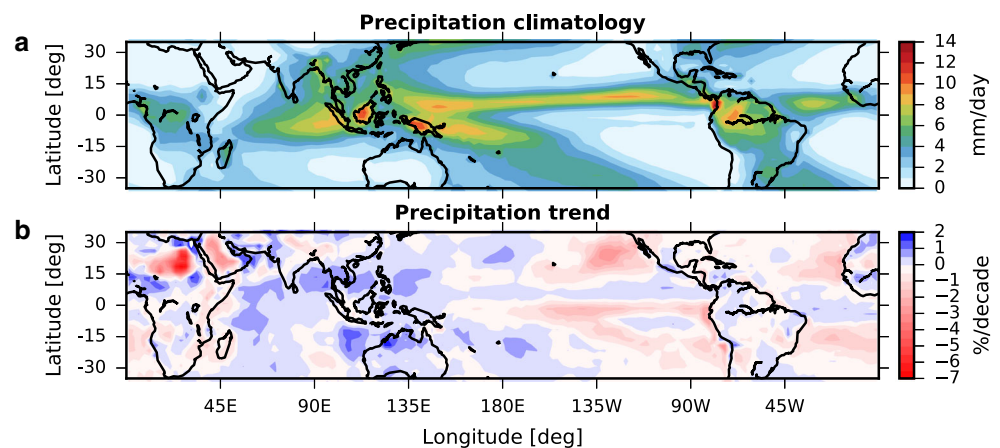 Precipitation climatology
a
Latitude [deg]
30
15
0
-15
-30
14
12
10
8
6
4
2
0
mm/day
Precipitation trend
b
Latitude [deg]
30
15
0
-15
-30
45E 90E 135E 180E 135W 90W 45W
Longitude [deg]
2
1
0
−1
−2
−3
−4
−5
−6
−7
%/decade